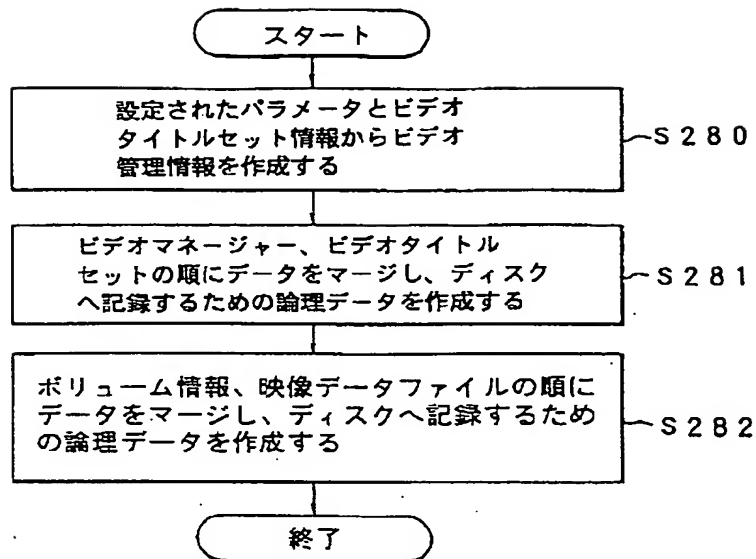 スタート
設定されたパラメータとビデオ
タイトルセット情報からビデオ
管理情報を作成する
S280
ビデオマネージャー、ビデオタイトル
セットの順にデータをマージし、ディスク
へ記録するための論理データを作成する
S281
ボリューム情報、映像データファイルの順に
データをマージし、ディスクへ記録するため
の論理データを作成する
S282
終了